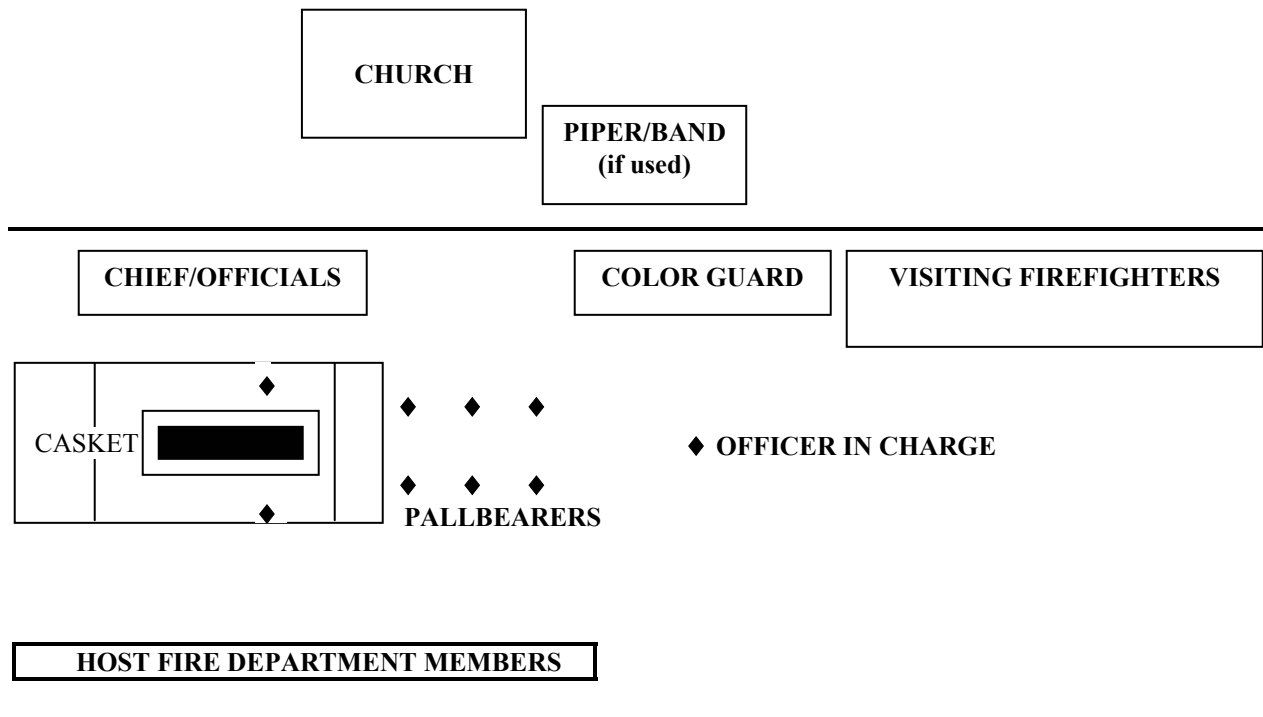 CHURCH
PIPER/BAND
(if used)
CHIEF/OFFICIALS
COLOR GUARD
VISITING FIREFIGHTERS
CASKET
♦ OFFICER IN CHARGE
PALLBEARERS
HOST FIRE DEPARTMENT MEMBERS